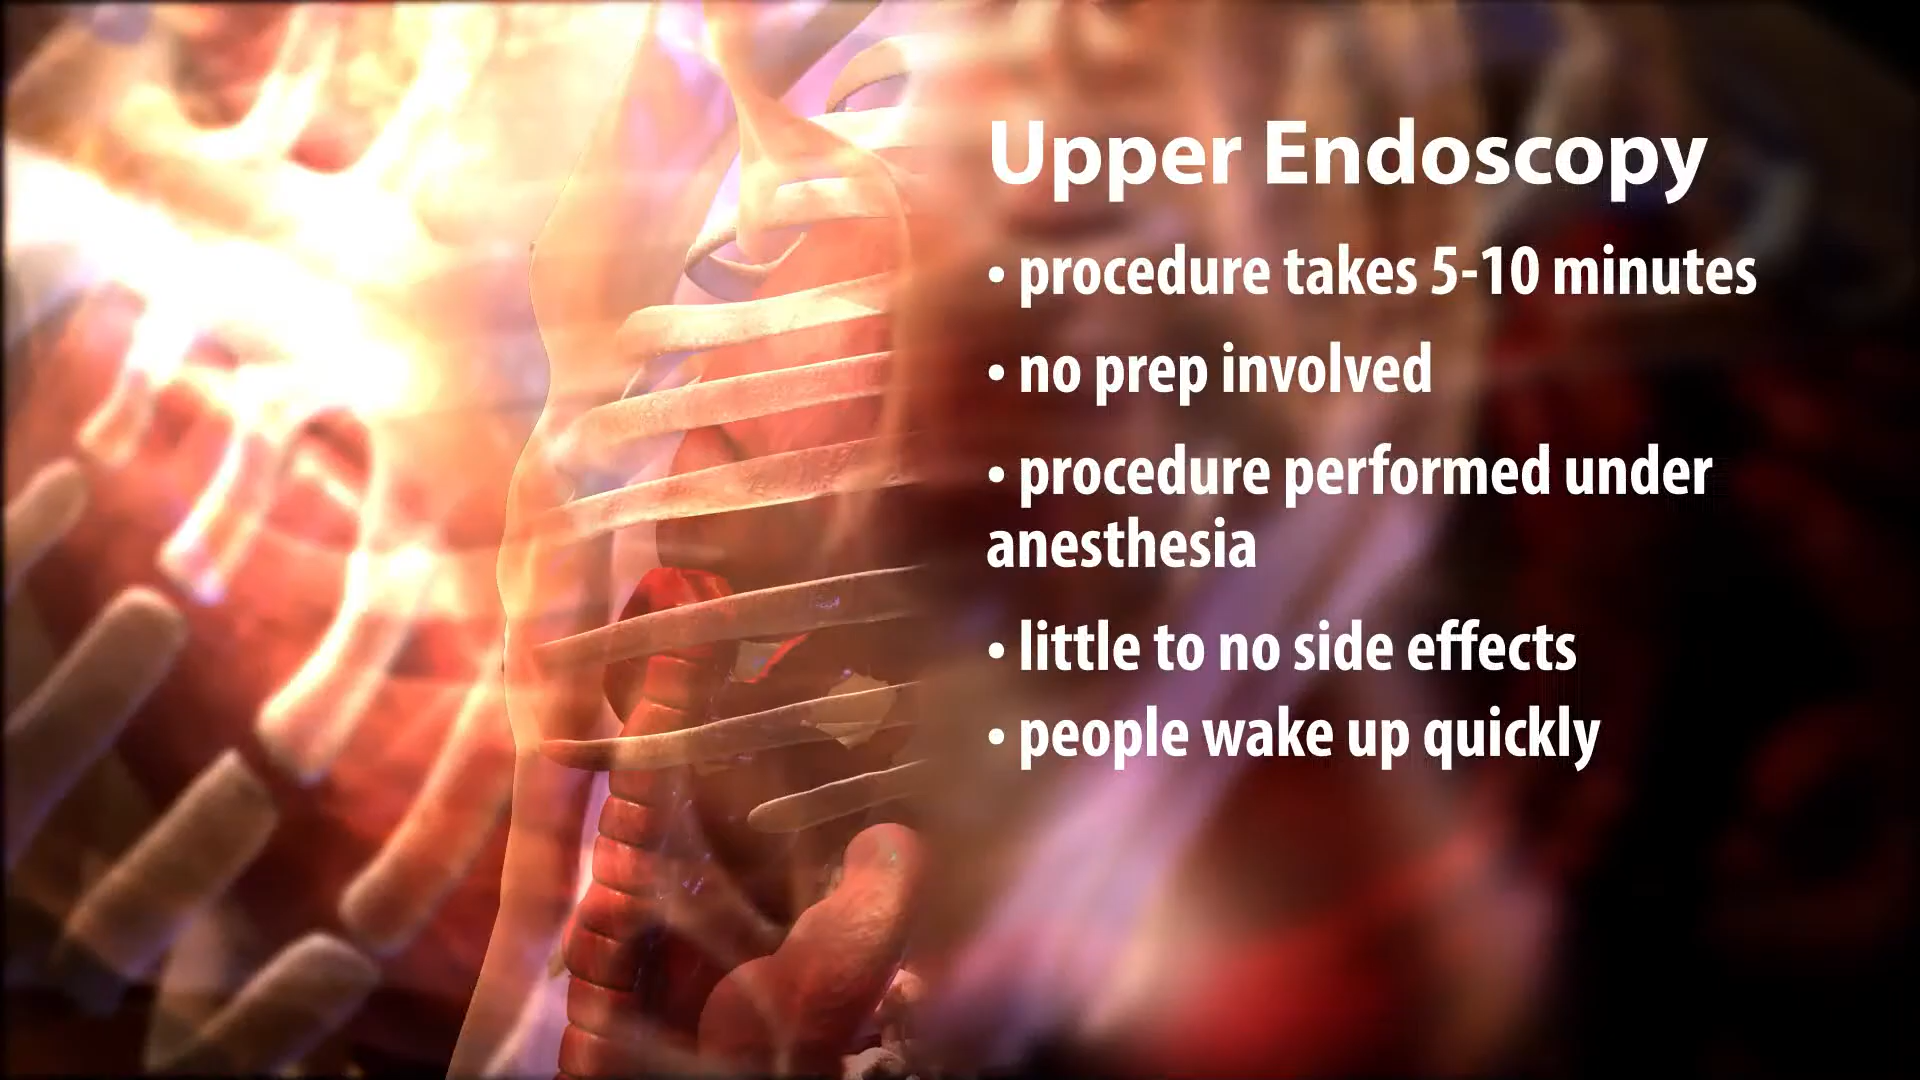 Upper Endoscopy
• procedure takes 5-10 minutes
• no prep involved
• procedure performed under
anesthesia
• little to no side effects
• people wake up quickly